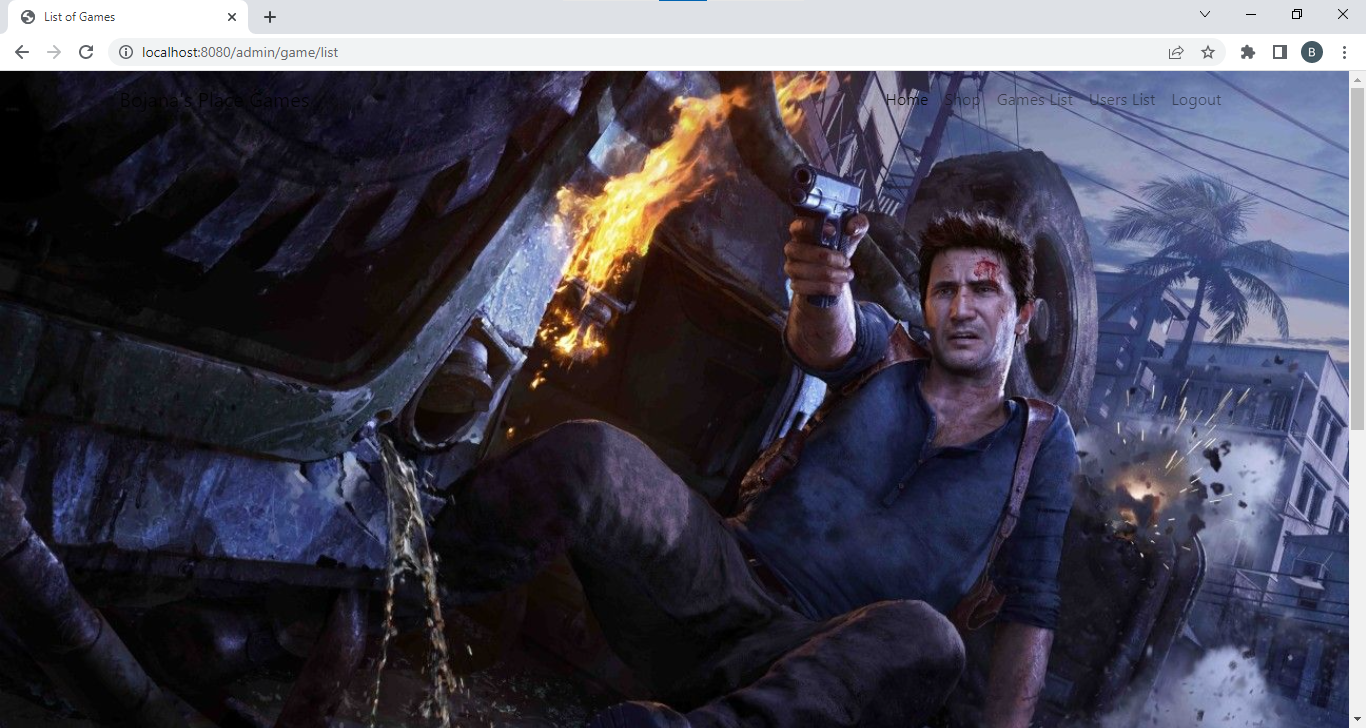 List of Games
localhost:8080/admin/game/list
B
Bojana's Place Games
Home Shop Games List Users List Logout